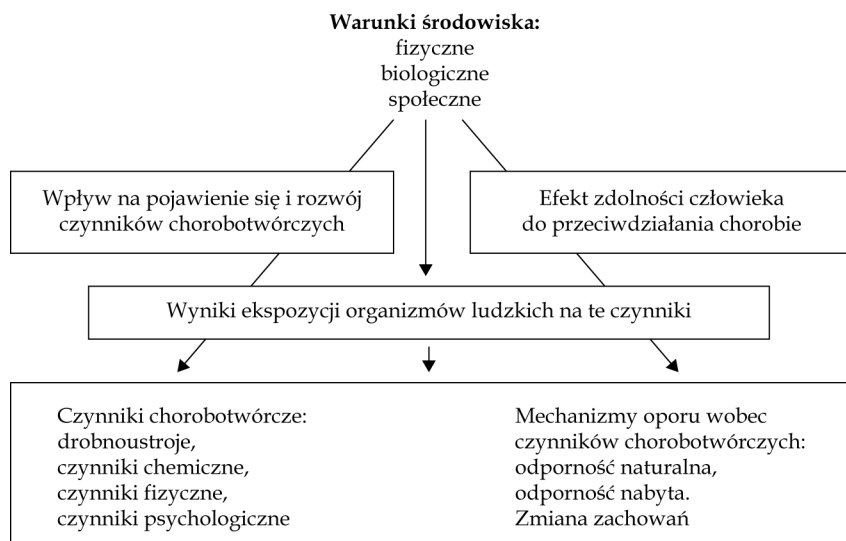 Warunki środowiska:
fizyczne
biologiczne
społeczne
Wpływ na pojawienie się i rozwój
czynników chorobotwórczych
Efekt zdolności człowieka
do przeciwdziałania chorobie
Wyniki ekspozycji organizmów ludzkich na te czynniki
Czynniki chorobotwórcze:
drobnoustroje,
czynniki chemiczne,
czynniki fizyczne,
czynniki psychologiczne
Mechanizmy oporu wobec
czynników chorobotwórczych:
odporność naturalna,
odporność nabyta.
Zmiana zachowań